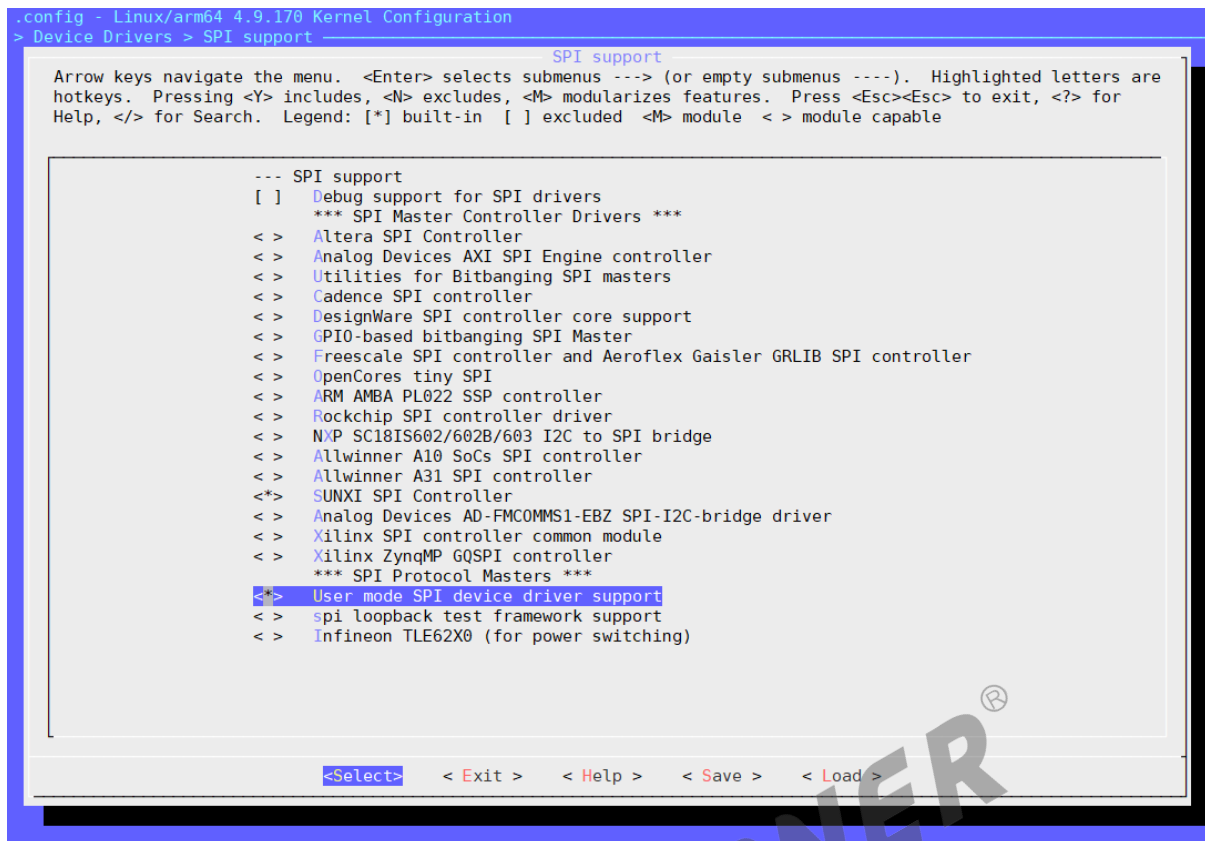 .config - Linux/arm64 4.9.170 Kernel Configuration
> Device Drivers > SPI support
SPI support
Arrow keys navigate the menu.  <Enter> selects submenus ---> (or empty submenus ----).  Highlighted letters are
hotkeys.  Pressing <Y> includes, <N> excludes, <M> modularizes features.  Press <Esc><Esc> to exit, <?> for
Help, </> for Search.  Legend: [*] built-in  [ ] excluded  <M> module  < > module capable
--- SPI support
[ ]   Debug support for SPI drivers
*** SPI Master Controller Drivers ***
< >   Altera SPI Controller
< >   Analog Devices AXI SPI Engine controller
< >   Utilities for Bitbanging SPI masters
< >   Cadence SPI controller
< >   DesignWare SPI controller core support
< >   GPIO-based bitbanging SPI Master
< >   Freescale SPI controller and Aeroflex Gaisler GRLIB SPI controller
< >   OpenCores tiny SPI
< >   ARM AMBA PL022 SSP controller
< >   Rockchip SPI controller driver
< >   NXP SC18IS602/602B/603 I2C to SPI bridge
< >   Allwinner A10 SoCs SPI controller
< >   Allwinner A31 SPI controller
<*>   SUNXI SPI Controller
< >   Analog Devices AD-FMCOMMS1-EBZ SPI-I2C-bridge driver
< >   Xilinx SPI controller common module
< >   Xilinx ZynqMP GQSPI controller
*** SPI Protocol Masters ***
<*>   User mode SPI device driver support
< >   spi loopback test framework support
< >   Infineon TLE62X0 (for power switching)
<Select>    < Exit >    < Help >    < Save >    < Load >